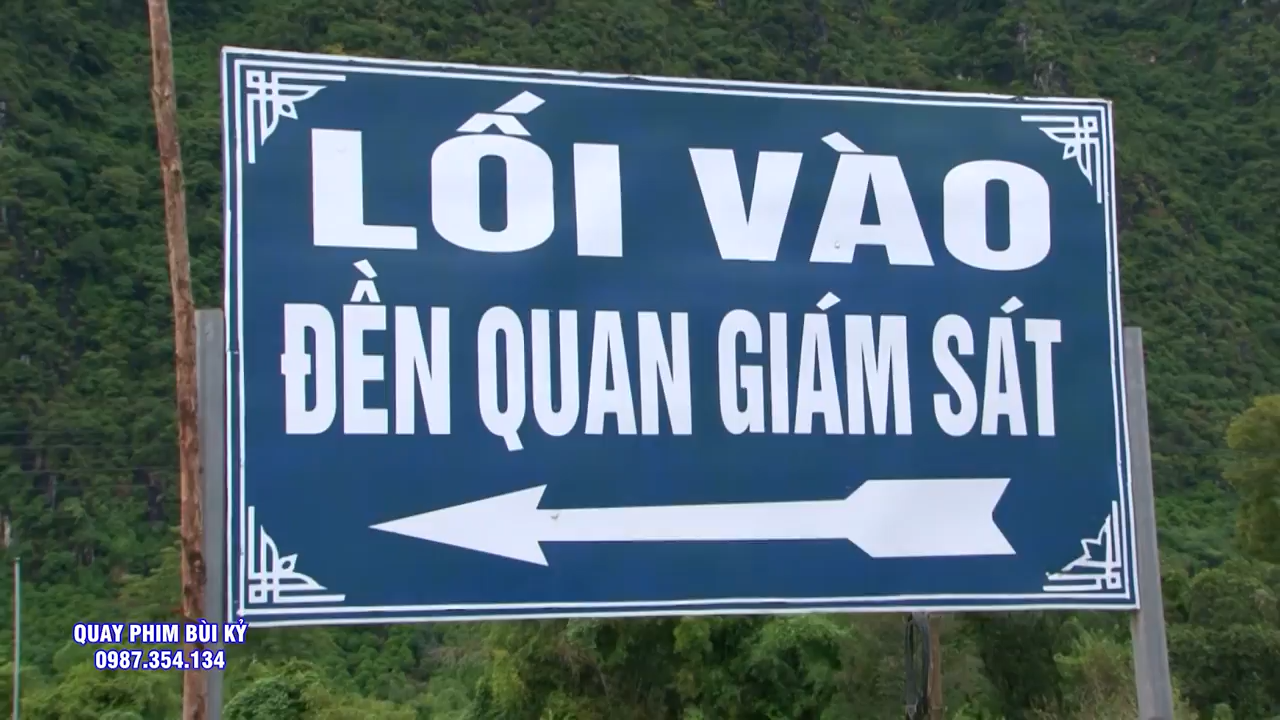 LỐI VÀO
ĐỀN QUAN GIÁM SÁT
QUAY PHIM BÙI KỶ
0987.354.134